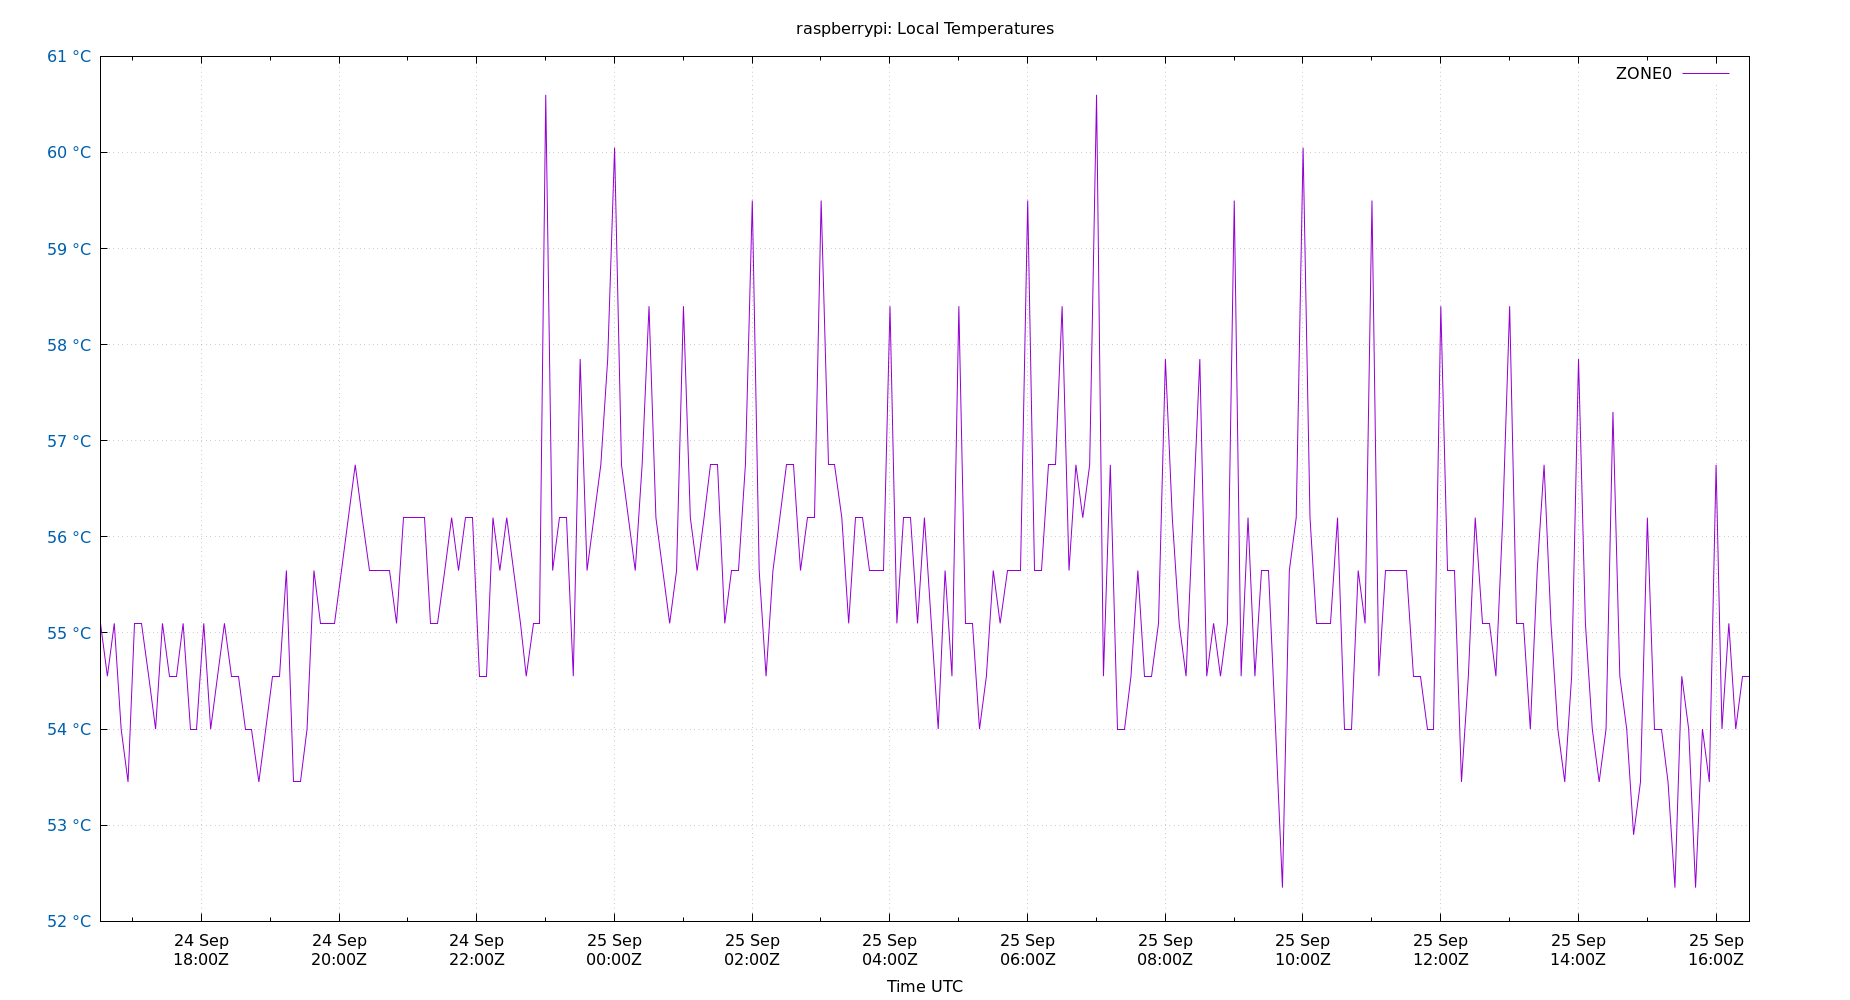 raspberrypi: Local Temperatures
61 °C
ZONE0
60 °C
59 °C
58 °C
57 °C
56 °C
55 °C
54 °C
53 °C
52 °C
24 Sep 24 Sep 24 Sep 25 Sep 25 Sep 25 Sep 25 Sep 25 Sep 25 Sep 25 Sep 25 Sep 25 Sep
18:00Z 20:00Z 22:00Z 00:00Z 02:00Z 04:00Z 06:00Z 08:00Z 10:00Z 12:00Z 14:00Z 16:00Z
Time UTC